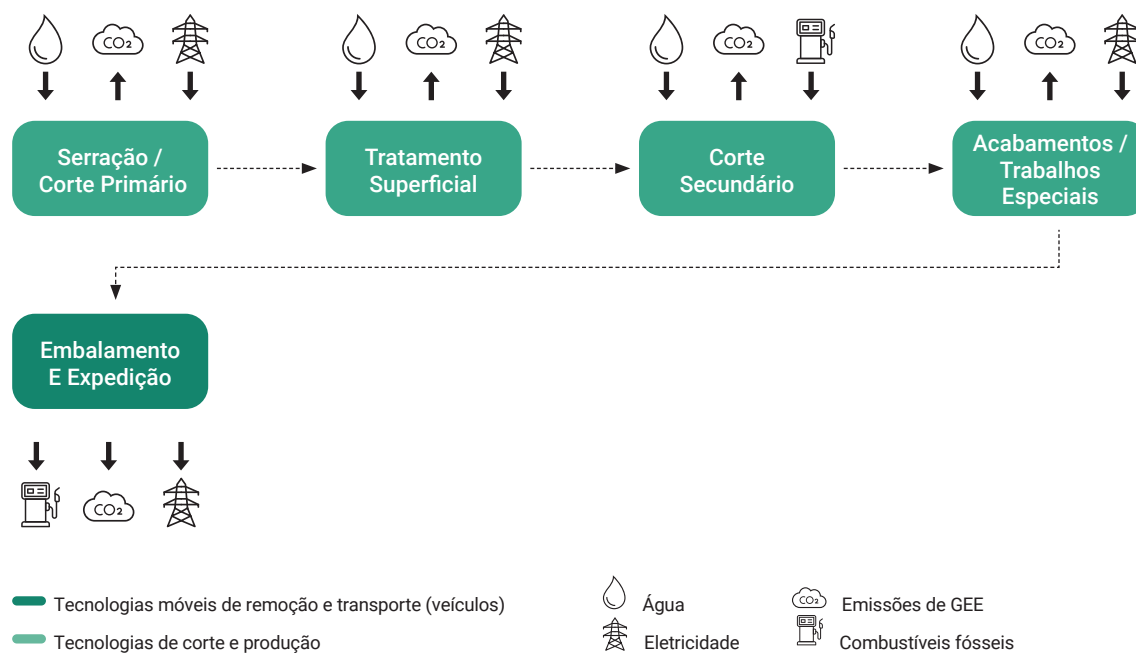 CO2
CO2
CO2
CO2
Serração /
Corte Primário
Tratamento
Superficial
Corte
Secundário
Acabamentos /
Trabalhos
Especiais
Embalamento
E Expedição
CO2
Tecnologias móveis de remoção e transporte (veículos)
Água
CO2
Emissões de GEE
Tecnologias de corte e produção
Eletricidade
Combustíveis fósseis